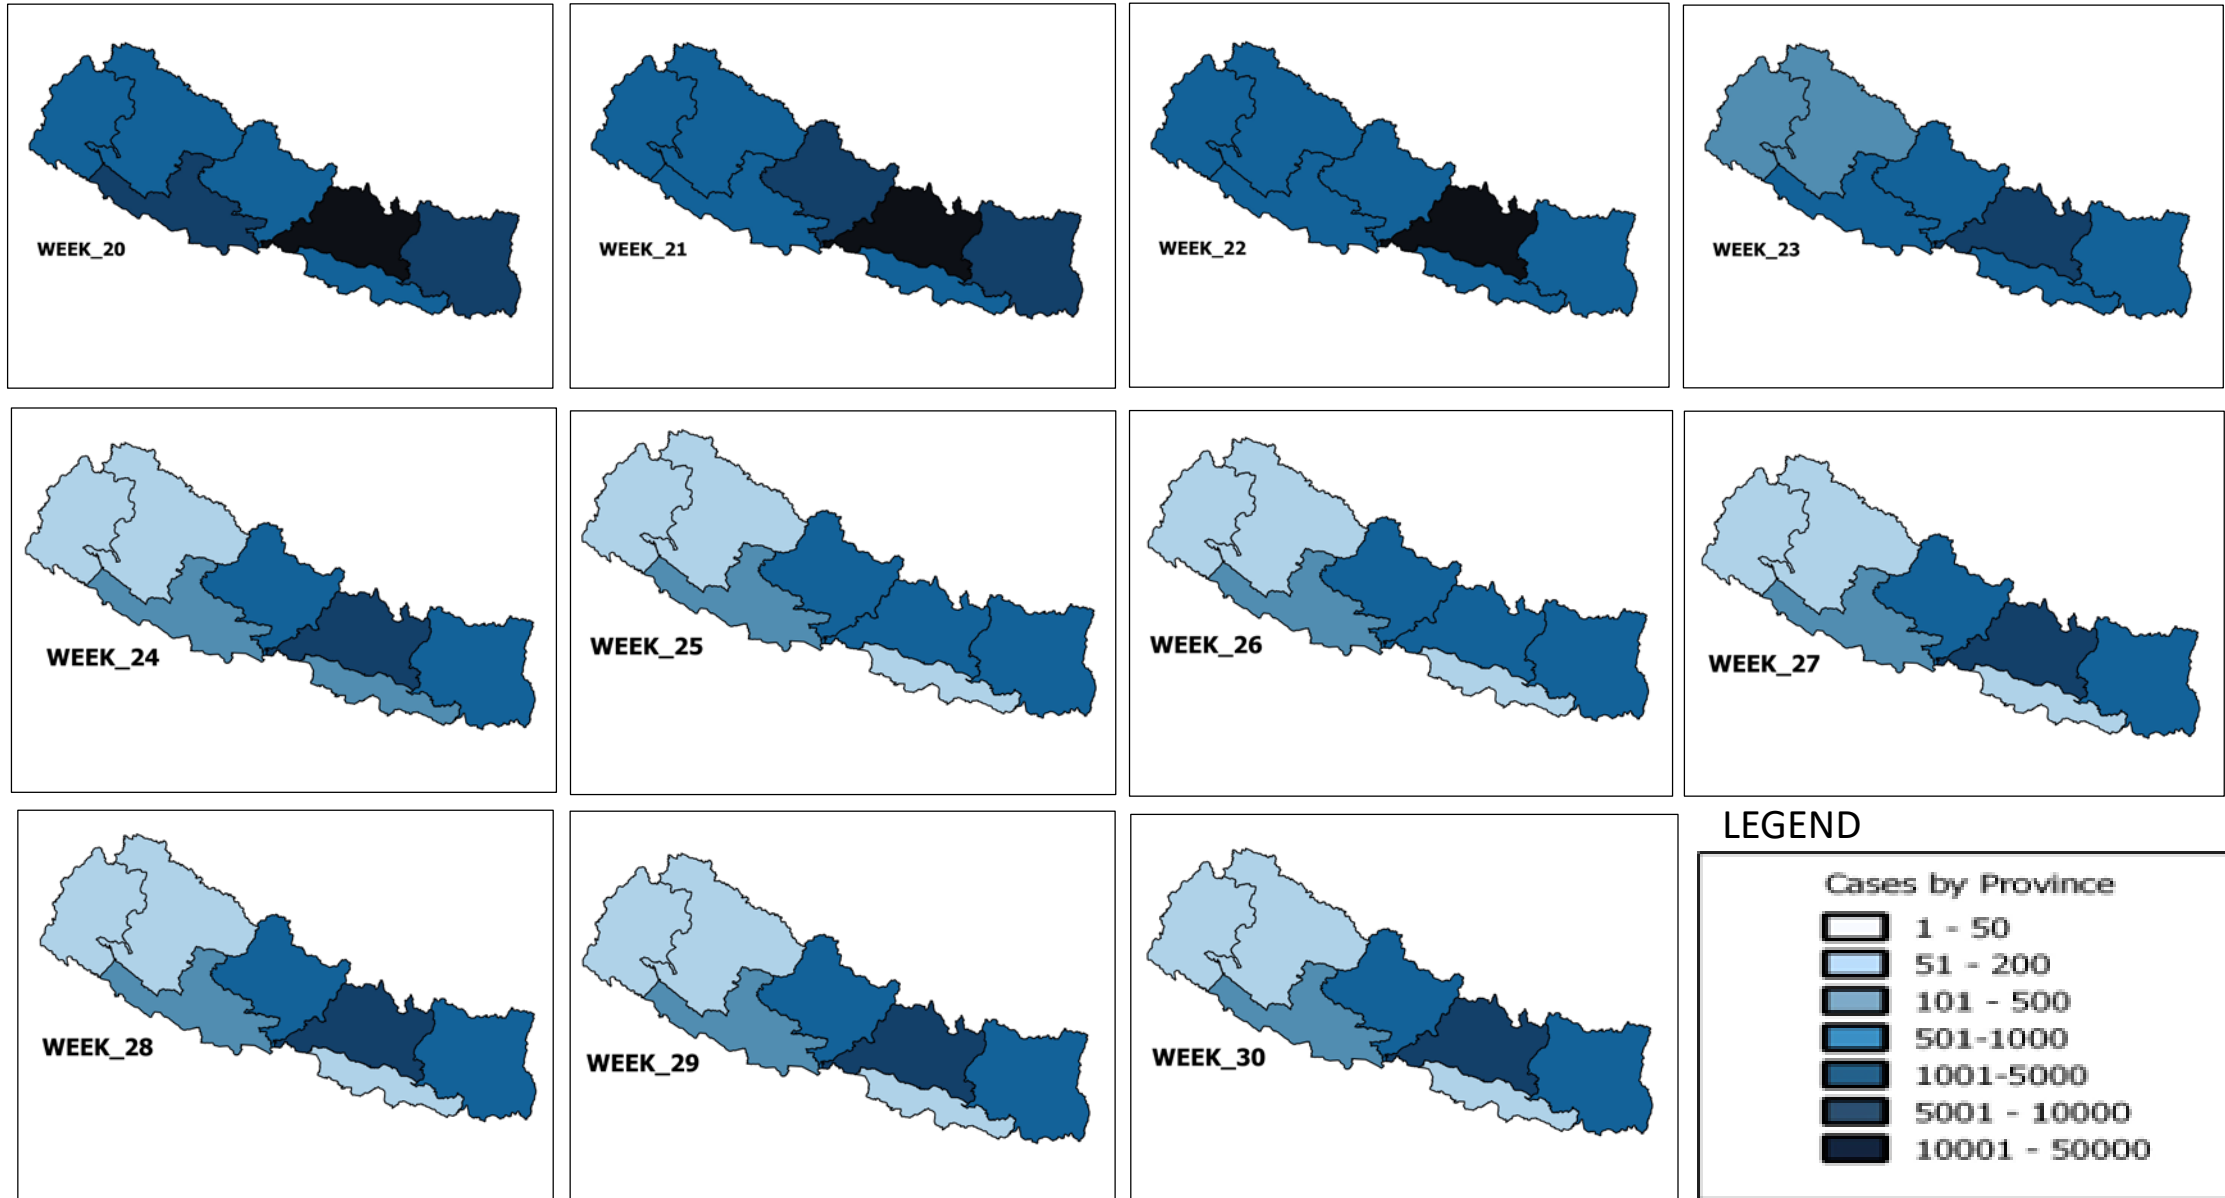 WEEK_20
WEEK_21
WEEK_22
WEEK_23
WEEK_24
WEEK_25
WEEK_26
WEEK_27
WEEK_28
WEEK_29
WEEK_30
LEGEND
Cases by Province
1 - 50
51 - 200
101 - 500
501-1000
1001-5000
5001 - 10000
10001 - 50000